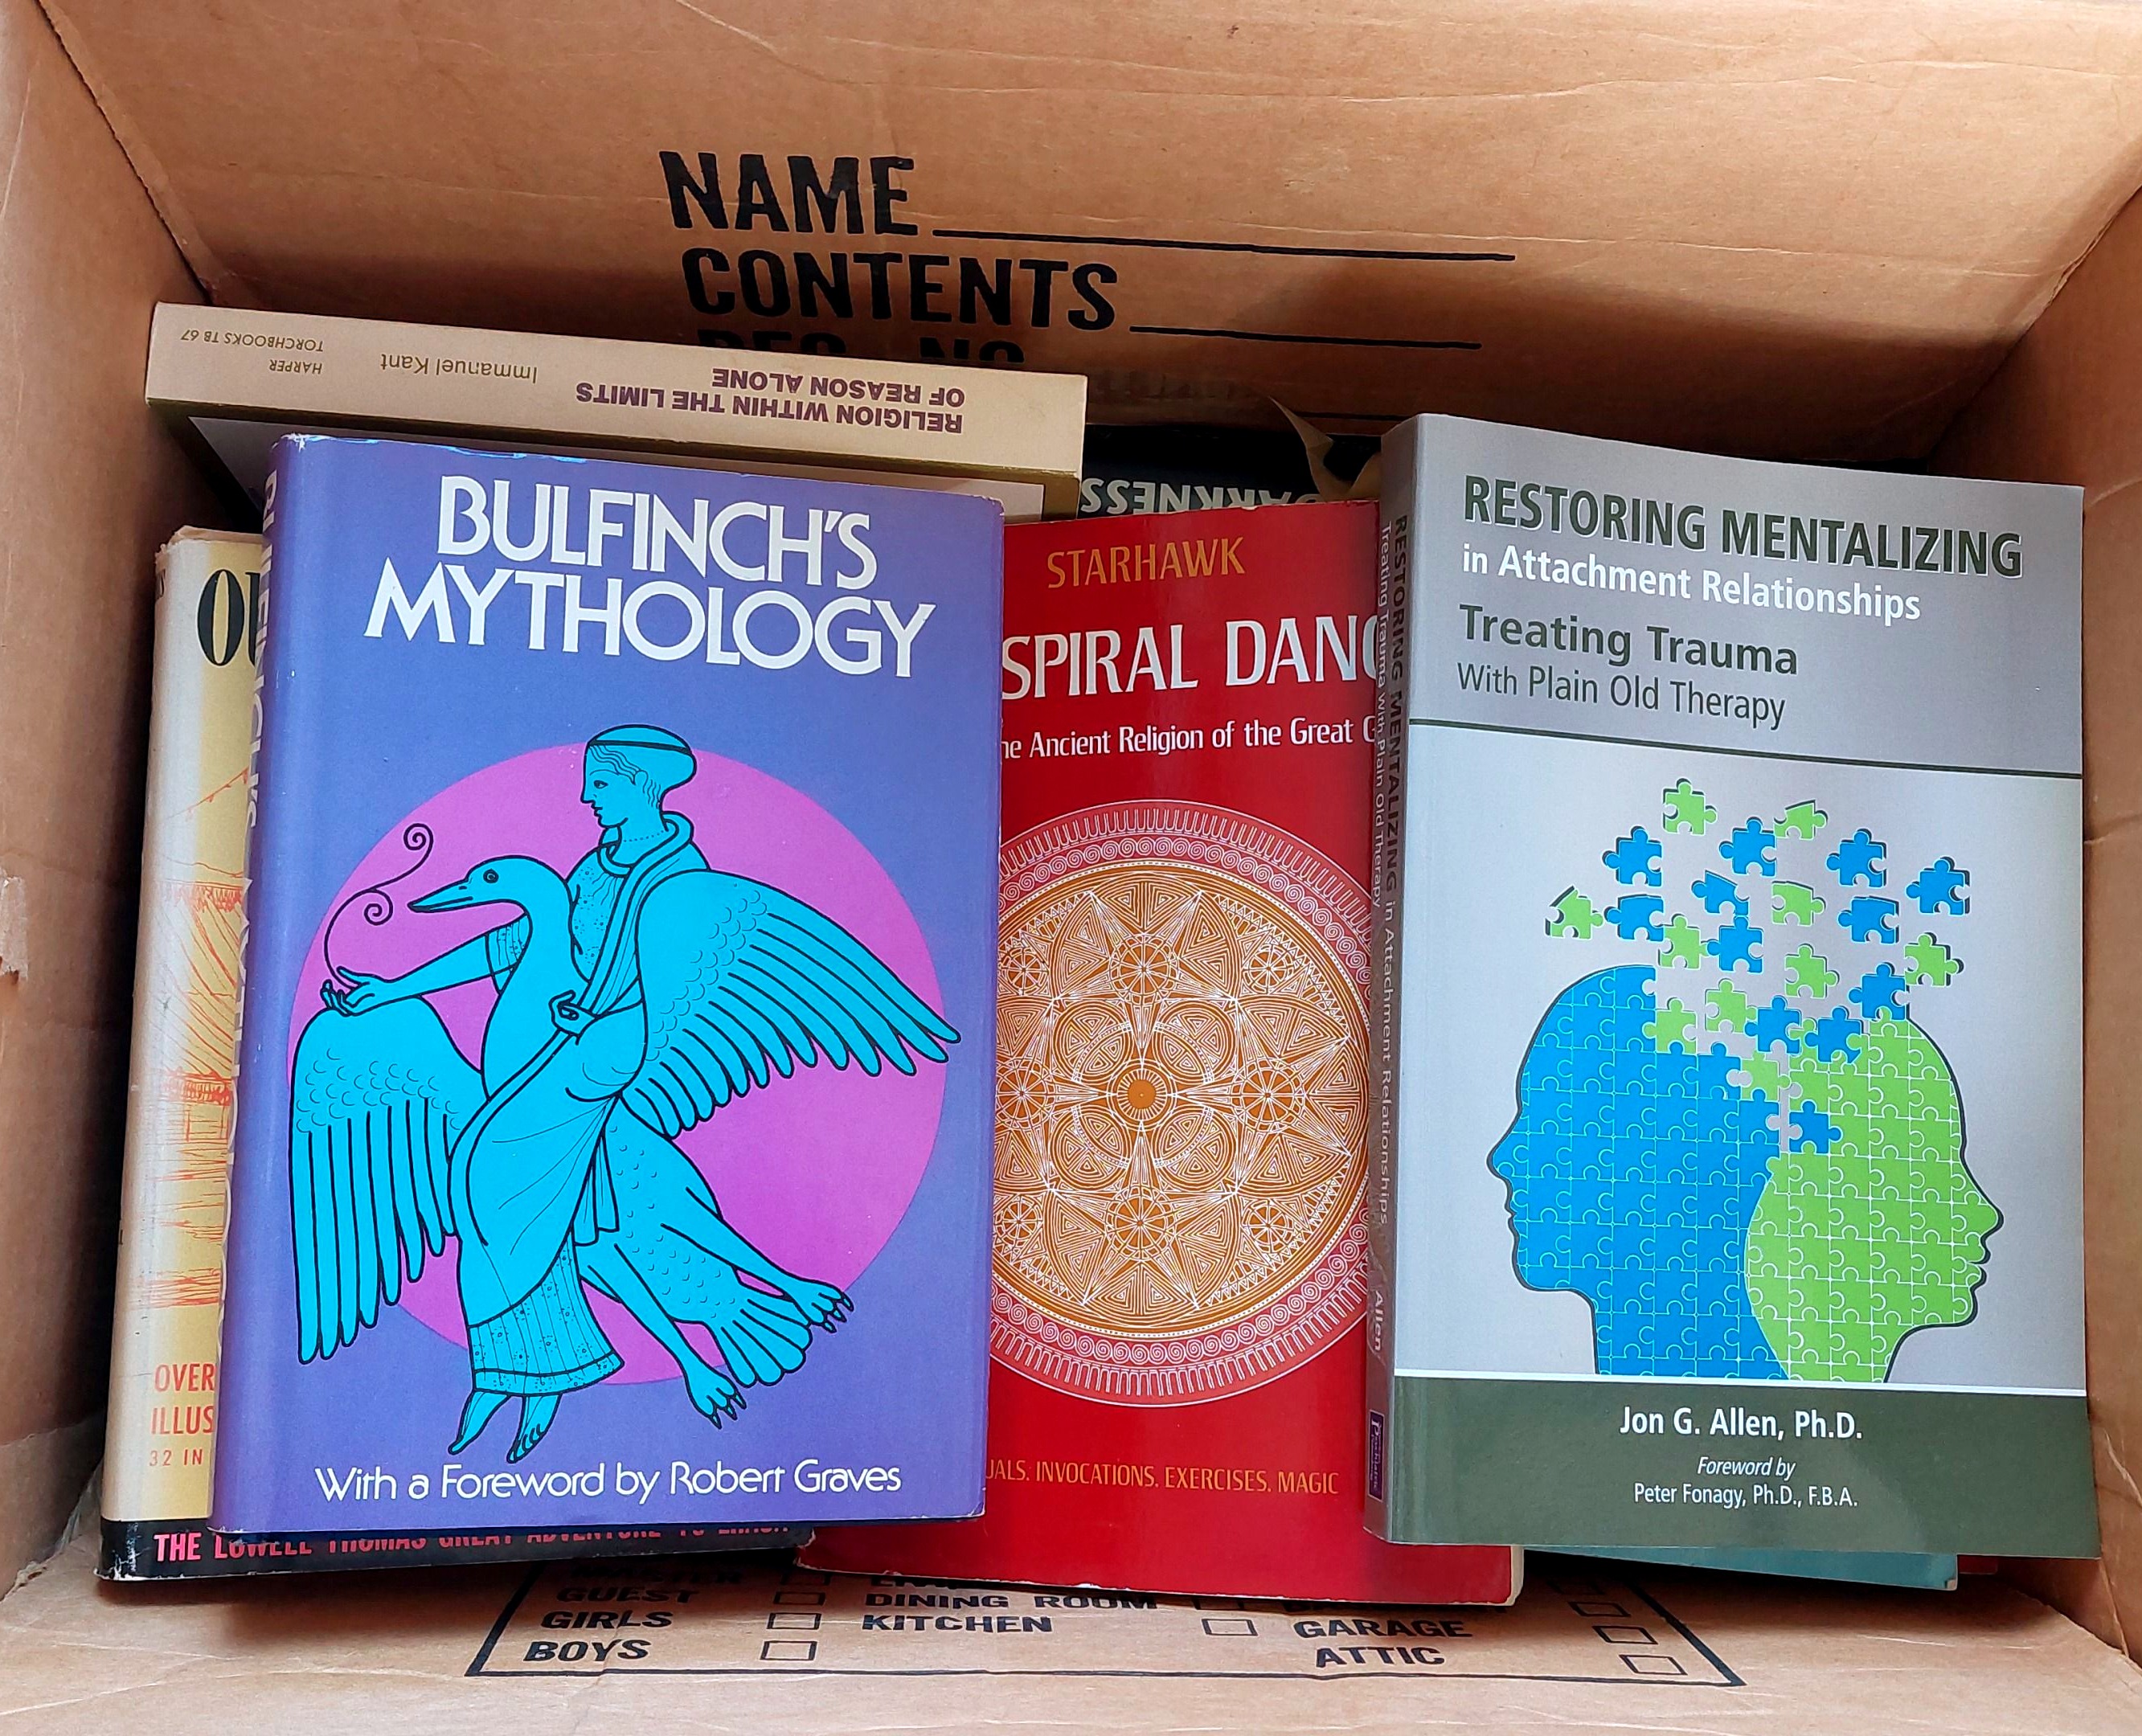 NAME
CONTENTS
HARPER
TORCHBOOKS TB 67
Immanuel Kant
RELIGION WITHIN THE LIMITS
OF REASON ALONE
BULFINCH'S
MYTHOLOGY
With a Foreword by Robert Graves
OVER
ILLUS
32 IN
THE LOWELL THOMAS GREAT ADVENTURE TO
STARHAWK
SPIRAL DANC
Ancient Religion of the Great
INVOCATIONS, EXERCISES, MAGIC
RESTORING MENTALIZING in Attachment Relationships
Treating Trauma With Plain Old Therapy
Allen
RESTORING MENTALIZING
in Attachment Relationships
Treating Trauma
With Plain Old Therapy
Jon G. Allen, Ph.D.
Foreword by
Peter Fonagy, Ph.D., F.B.A.
GUEST
DINING ROOM
GIRLS
KITCHEN
GARAGE
BOYS
ATTIC